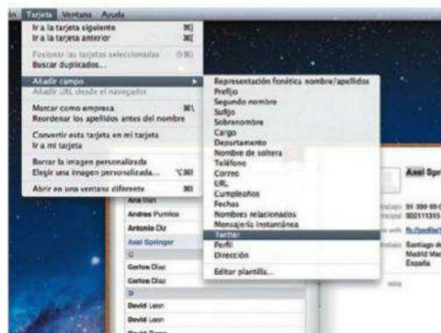 Tarjeta Ventana Ayuda
Ir a la tarjeta siguiente ⌘]
Ir a la tarjeta anterior ⌘[
Fusionar las tarjetas seleccionadas
Buscar duplicados...
Añadir campo
Añadir URL desde el navegador
Marcar como empresa ⌘\
Reordenar los apellidos antes del nombre
Convertir esta tarjeta en mi tarjeta
Ir a mi tarjeta
Borrar la imagen personalizada
Elegir una imagen personalizada...
Abrir en una ventana diferente ⌘I
Representación fonética nombre/apellidos
Prefijo
Segundo nombre
Sufijo
Sobrenombre
Cargo
Departamento
Nombre de soltera
Teléfono
Correo
URL
Cumpleaños
Fechas
Nombres relacionados
Mensajería instantánea
Twitter
Perfil
Dirección
Editar plantilla...
Andres Pumilos
Antonio Diz
Axel Springer
C
Carlos Diaz
Carlos Diaz
D
David Leon
David Leon
Axel Spr
902111315
Santiago d
Madrid Mad
España
nota